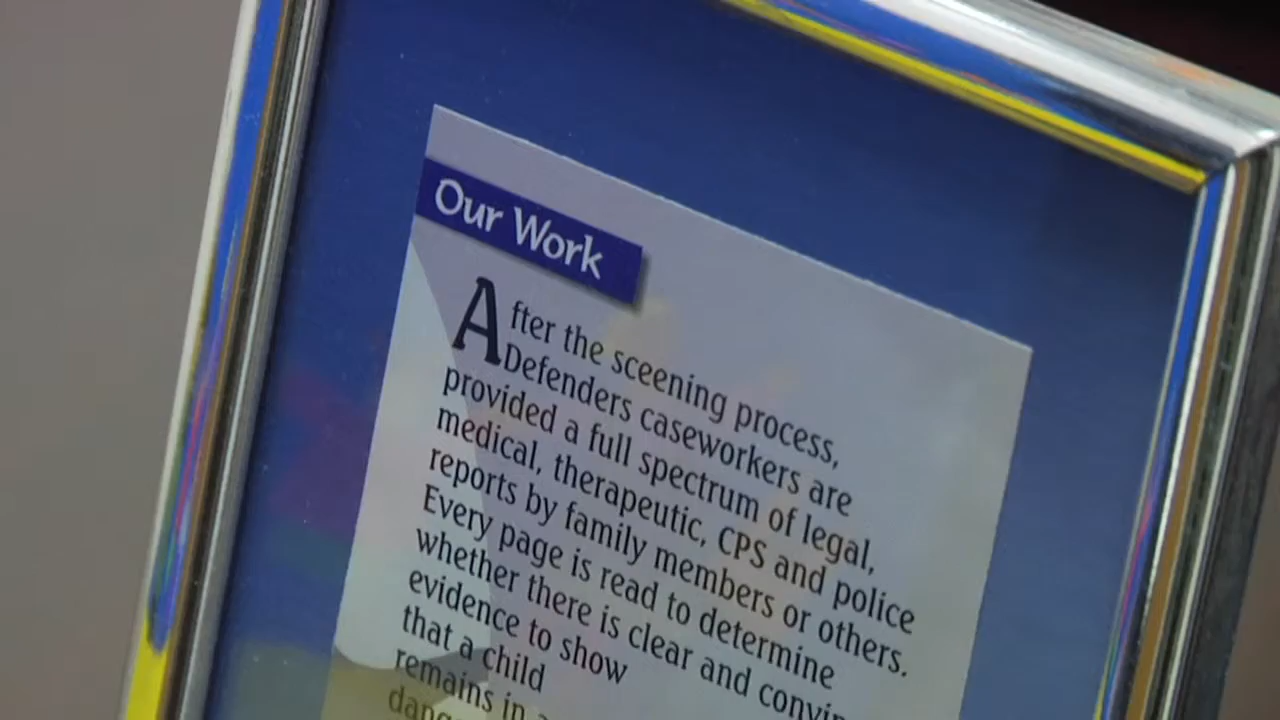 Our Work
After the sceening process,
Defenders caseworkers are
provided a full spectrum of legal,
medical, therapeutic, CPS and police
reports by family members or others.
Every page is read to determine
whether there is clear and
evidence to show
that a child
remains in